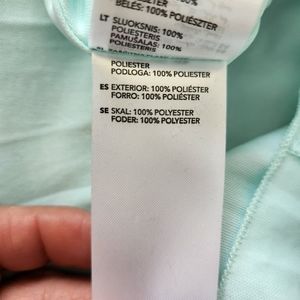 BÉLÉS: 100% POLIÉSZTER
LT SLUOKSNIS: 100%
POLIESTERIS
PAMUŠALAS: 100%
POLIESTERIS
POLIESTER
PODLOGA: 100% POLIESTER
ES EXTERIOR: 100% POLIÉSTER
FORRO: 100% POLIÉSTER
SE SKAL: 100% POLYESTER
FODER: 100% POLYESTER